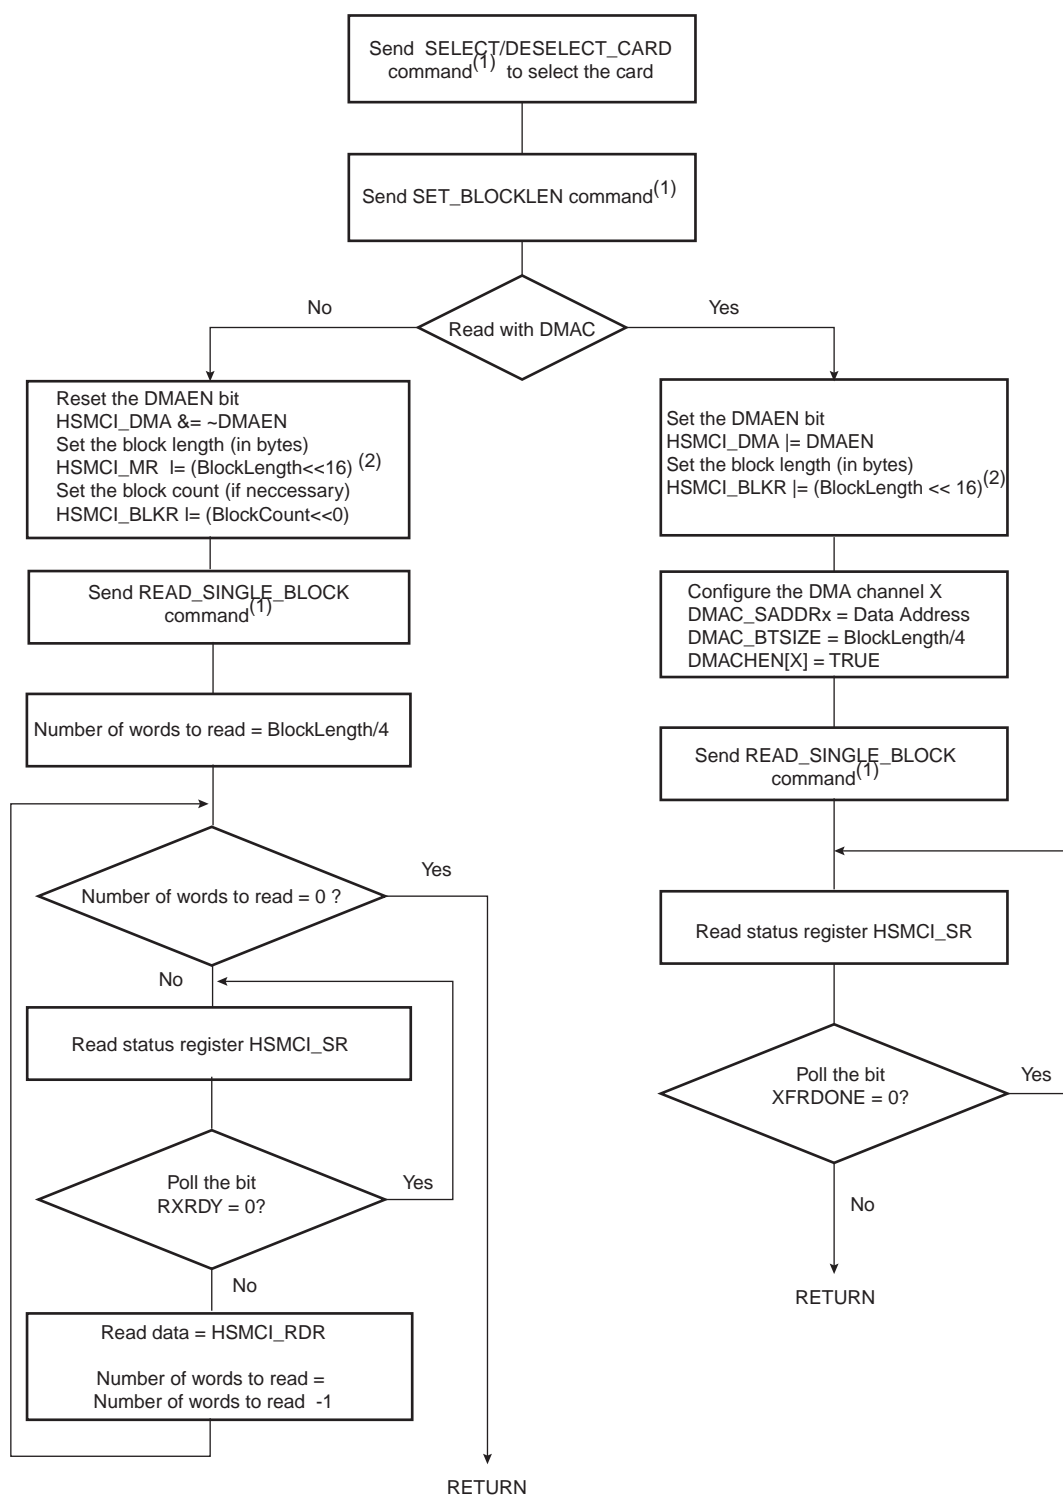 Send SELECT/DESELECT_CARD
command(1) to select the card
Send SET_BLOCKLEN command(1)
No
Yes
Read with DMAC
Reset the DMAEN bit
HSMCI_DMA &= ~DMAEN
Set the block length (in bytes)
HSMCI_MR l= (BlockLength<<16) (2)
Set the block count (if neccessary)
HSMCI_BLKR l= (BlockCount<<0)
Send READ_SINGLE_BLOCK
command(1)
Number of words to read = BlockLength/4
Number of words to read = 0 ?
Yes
No
Read status register HSMCI_SR
Poll the bit
RXRDY = 0?
Yes
No
Read data = HSMCI_RDR
Number of words to read =
Number of words to read -1
RETURN
Set the DMAEN bit
HSMCI_DMA |= DMAEN
Set the block length (in bytes)
HSMCI_BLKR |= (BlockLength << 16)(2)
Configure the DMA channel X
DMAC_SADDRx = Data Address
DMAC_BTSIZE = BlockLength/4
DMACHEN[X] = TRUE
Send READ_SINGLE_BLOCK
command(1)
Read status register HSMCI_SR
Poll the bit
XFRDONE = 0?
Yes
No
RETURN